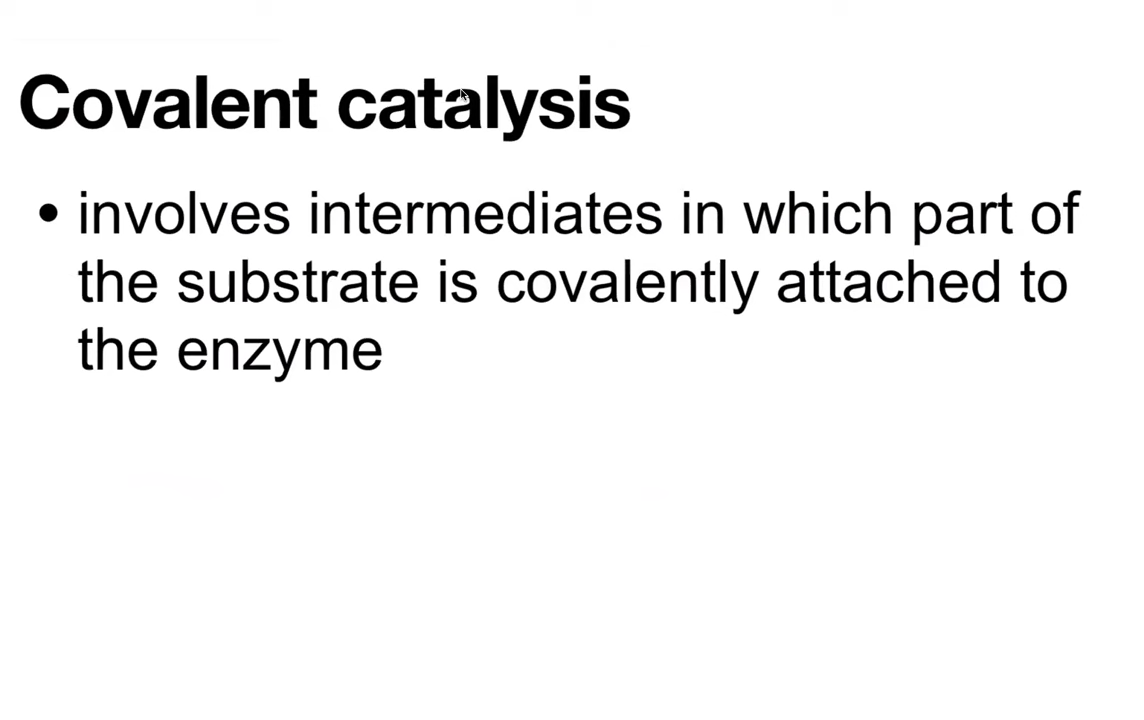 Covalent catalysis
• involves intermediates in which part of
the substrate is covalently attached to
the enzyme